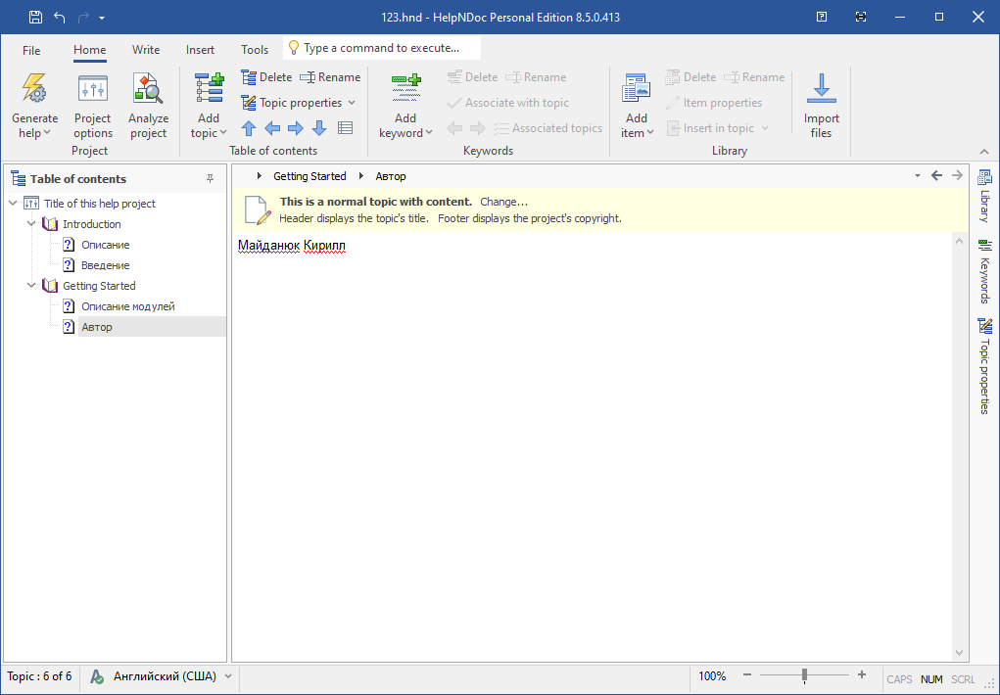 123.hnd - HelpNDoc Personal Edition 8.5.0.413
File Home Write Insert Tools Type a command to execute...
Generate help
Project options
Analyze project
Project
Add topic
Delete Rename
Topic properties
Table of contents
Add keyword
Delete Rename
Associate with topic
Associated topics
Keywords
Add item
Delete Rename
Item properties
Insert in topic
Library
Import files
Table of contents
Title of this help project
Introduction
Описание
Введение
Getting Started
Описание модулей
Автор
Getting Started Автор
This is a normal topic with content. Change...
Header displays the topic's title. Footer displays the project's copyright.
Майданюк Кирилл
Library
Keywords
Topic properties
Topic : 6 of 6 Английский (США) 100% CAPS NUM SCRL